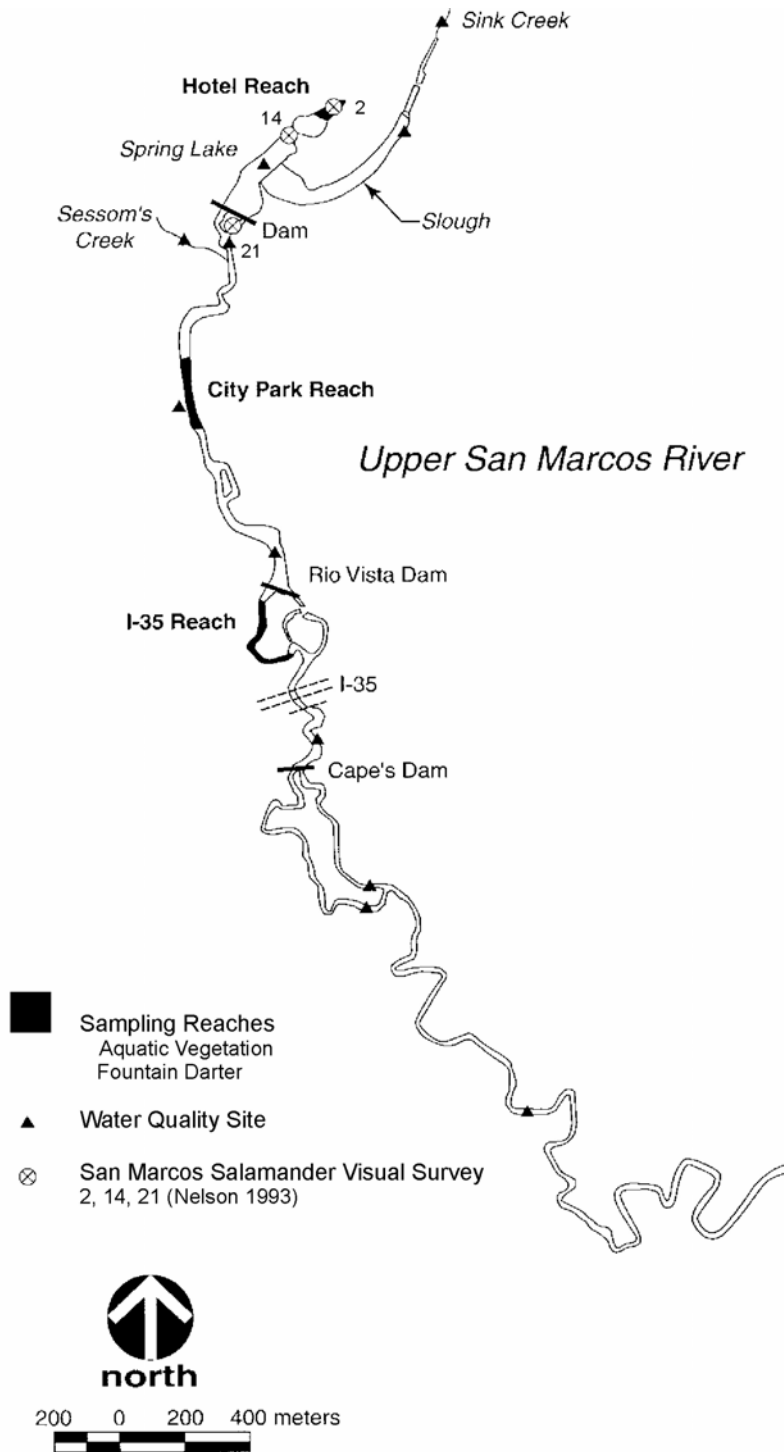 Sink Creek
Hotel Reach
2
14
Spring Lake
Sessom's
Creek
Dam
Slough
21
City Park Reach
Upper San Marcos River
Rio Vista Dam
I-35 Reach
I-35
Cape's Dam
Sampling Reaches
Aquatic Vegetation
Fountain Darter
Water Quality Site
San Marcos Salamander Visual Survey
2, 14, 21 (Nelson 1993)
north
200 0 200 400 meters